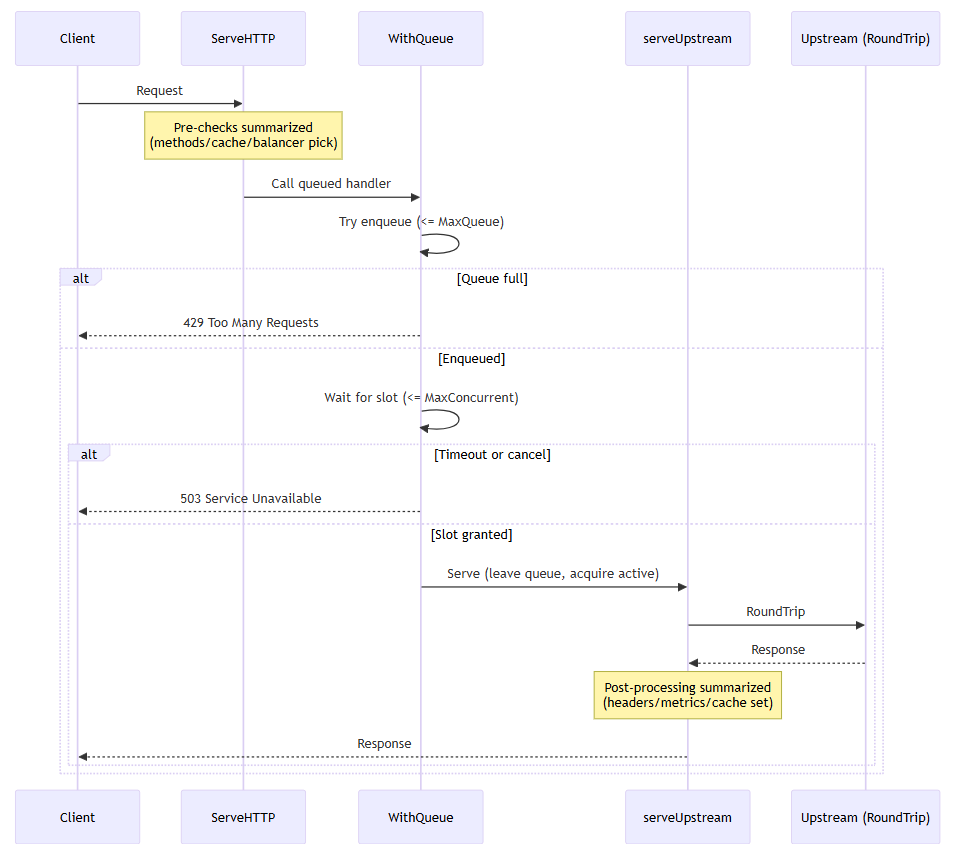 Client
ServeHTTP
WithQueue
serveUpstream
Upstream (RoundTrip)
Request
Pre-checks summarized
(methods/cache/balancer pick)
Call queued handler
Try enqueue (<= MaxQueue)
alt
[Queue full]
429 Too Many Requests
[Enqueued]
Wait for slot (<= MaxConcurrent)
alt
[Timeout or cancel]
503 Service Unavailable
[Slot granted]
Serve (leave queue, acquire active)
RoundTrip
Response
Post-processing summarized
(headers/metrics/cache set)
Response
Client
ServeHTTP
WithQueue
serveUpstream
Upstream (RoundTrip)